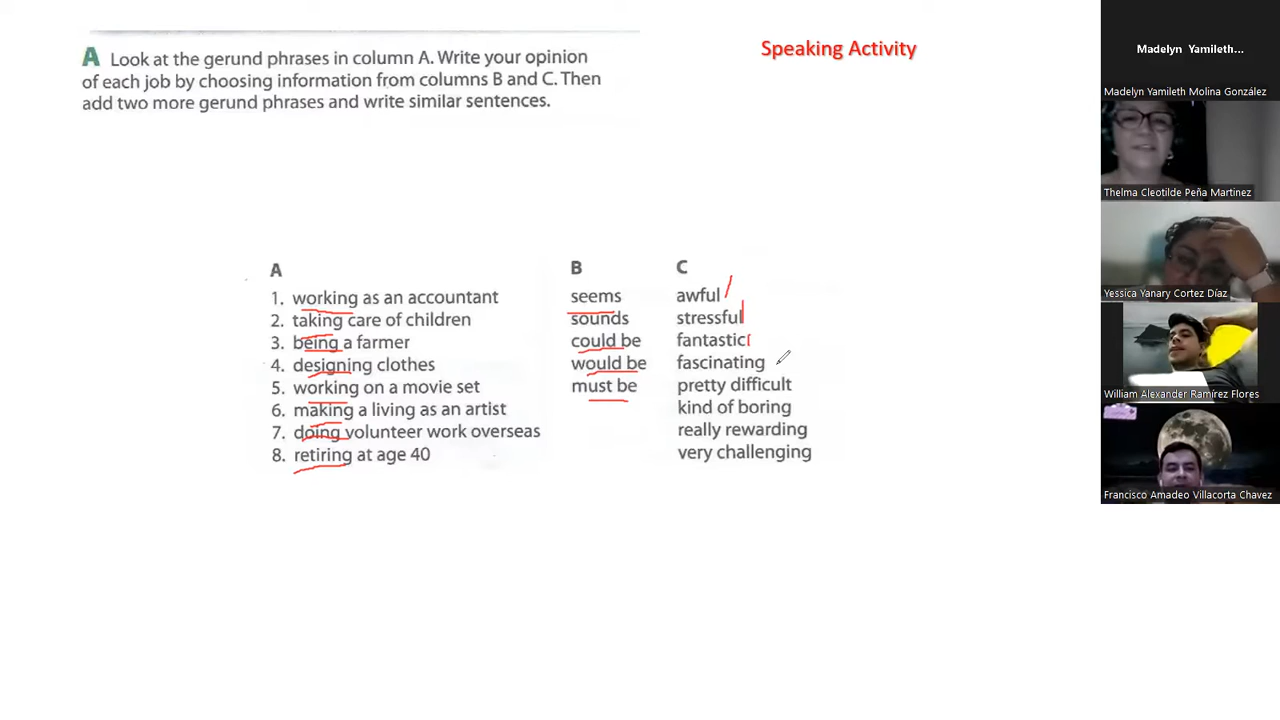 Speaking Activity
A Look at the gerund phrases in column A. Write your opinion
of each job by choosing information from columns B and C. Then
add two more gerund phrases and write similar sentences.
A
1. working as an accountant
2. taking care of children
3. being a farmer
4. designing clothes
5. working on a movie set
6. making a living as an artist
7. doing volunteer work overseas
8. retiring at age 40
B
seems
sounds
could be
would be
must be
C
awful
stressful
fantastic
fascinating
pretty difficult
kind of boring
really rewarding
very challenging
Madelyn Yamileth...
Madelyn Yamileth Molina González
Thelma Cleotilde Peña Martinez
Yessica Yanary Cortez Díaz
William Alexander Ramírez Flores
Francisco Amadeo Villacorta Chavez